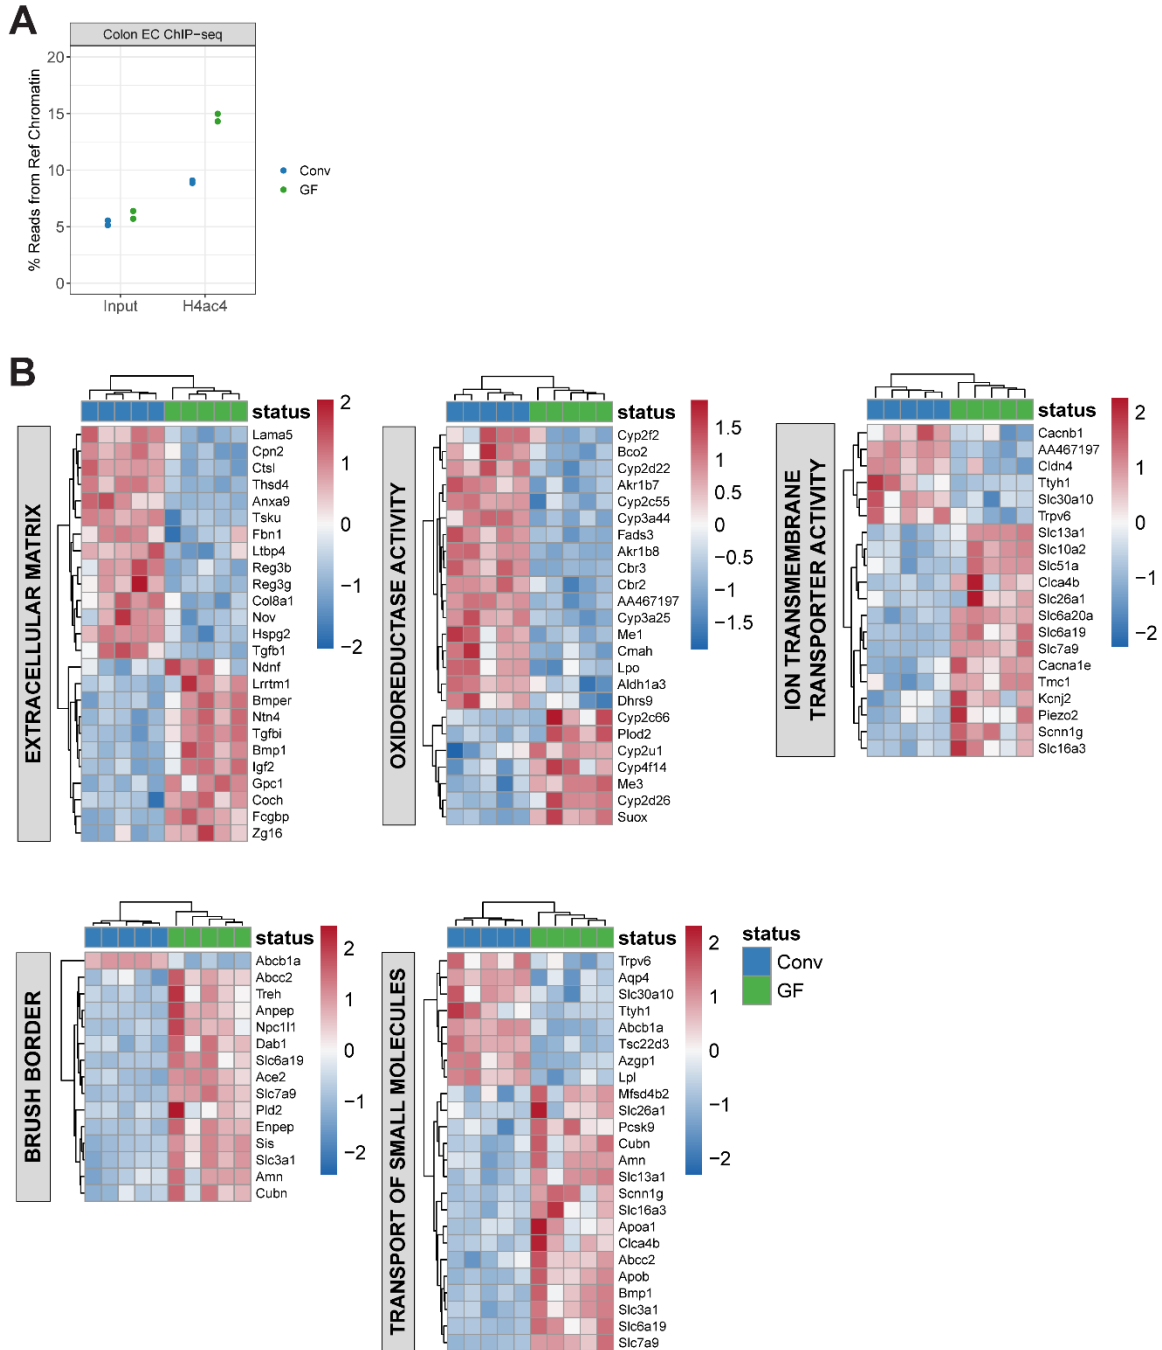 A
Colon EC ChIP−seq
% Reads from Ref Chromatin
20
15
10
5
0
Input
H4ac4
Conv
GF
B
EXTRACELLULAR MATRIX
status
Lama5
Cpn2
Ctsl
Thsd4
Anxa9
Tsku
Fbn1
Ltbp4
Reg3b
Reg3g
Col8a1
Nov
Hspg2
Tgfb1
Ndnf
Lrrtm1
Bmper
Ntn4
Tgfbi
Bmp1
Igf2
Gpc1
Coch
Fcgbp
Zg16
2
1
0
−1
−2
OXIDOREDUCTASE ACTIVITY
status
Cyp2f2
Bco2
Cyp2d22
Akr1b7
Cyp2c55
Cyp3a44
Fads3
Akr1b8
Cbr3
Cbr2
AA467197
Cyp3a25
Me1
Cmah
Lpo
Aldh1a3
Dhrs9
Cyp2c66
Plod2
Cyp2u1
Cyp4f14
Me3
Cyp2d26
Suox
1.5
1
0.5
0
−0.5
−1
−1.5
ION TRANSMEMBRANE
TRANSPORTER ACTIVITY
status
Cacnb1
AA467197
Cldn4
Ttyh1
Slc30a10
Trpv6
Slc13a1
Slc10a2
Slc51a
Clca4b
Slc26a1
Slc6a20a
Slc6a19
Slc7a9
Cacna1e
Tmc1
Kcnj2
Piezo2
Scnn1g
Slc16a3
2
1
0
−1
−2
BRUSH BORDER
status
Abcb1a
Abcc2
Treh
Anpep
Npc1l1
Dab1
Slc6a19
Ace2
Slc7a9
Pld2
Enpep
Sis
Slc3a1
Amn
Cubn
2
1
0
−1
−2
TRANSPORT OF SMALL MOLECULES
status
Trpv6
Aqp4
Slc30a10
Ttyh1
Abcb1a
Tsc22d3
Azgp1
Lpl
Mfsd4b2
Slc26a1
Pcsk9
Cubn
Amn
Slc13a1
Scnn1g
Slc16a3
Apoa1
Clca4b
Abcc2
Apob
Bmp1
Slc3a1
Slc6a19
Slc7a9
2
1
0
−1
−2
status
Conv
GF